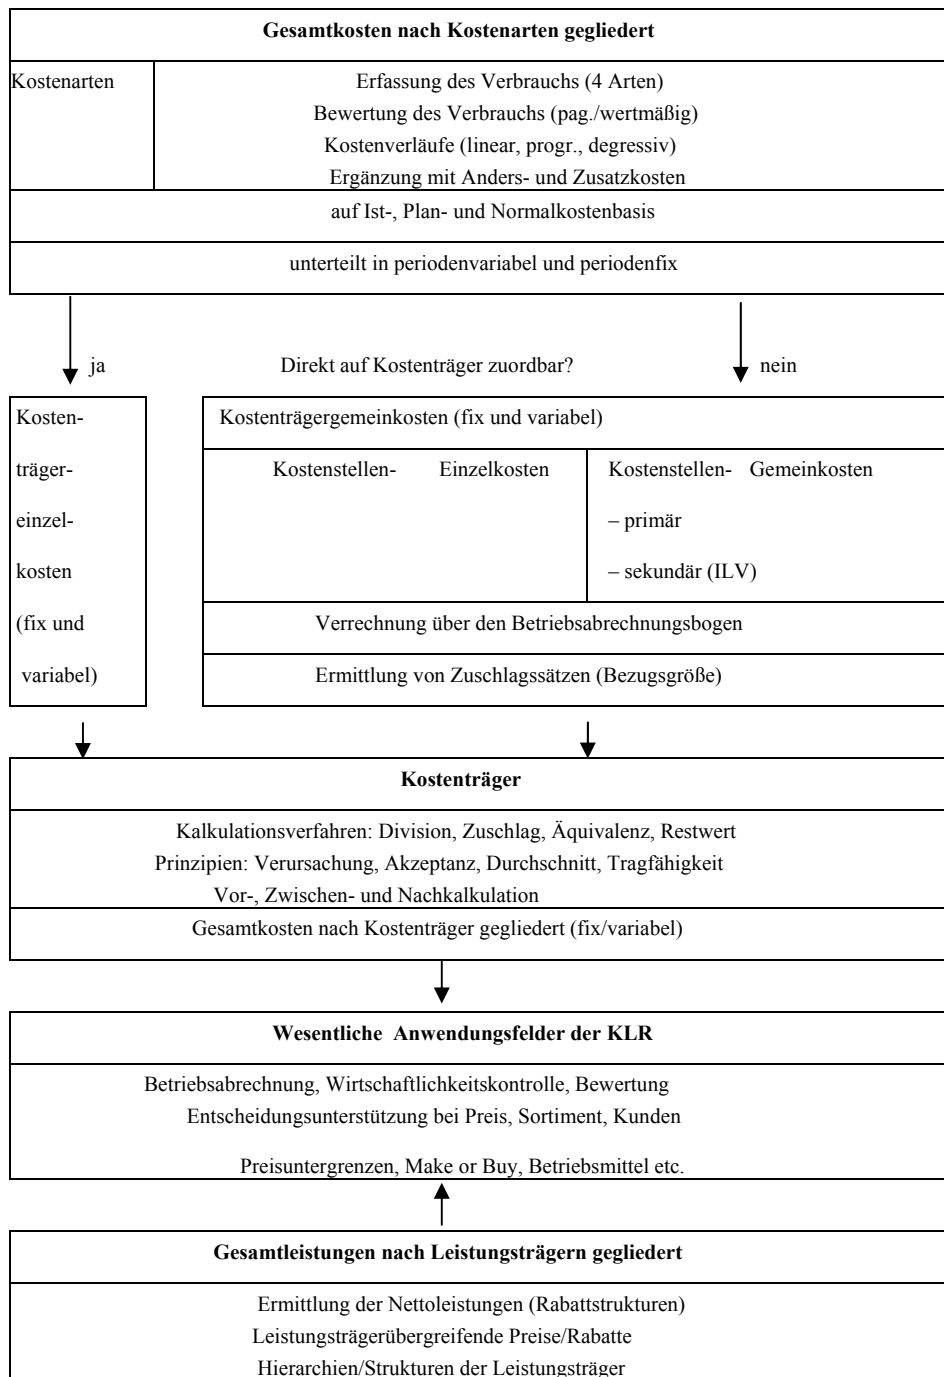 Gesamtkosten nach Kostenarten gegliedert
Kostenarten
Erfassung des Verbrauchs (4 Arten)
Bewertung des Verbrauchs (pag./wertmäßig)
Kostenverläufe (linear, progr., degressiv)
Ergänzung mit Anders- und Zusatzkosten
auf Ist-, Plan- und Normalkostenbasis
unterteilt in periodenvariabel und periodenfix
ja
Direkt auf Kostenträger zuordbar?
nein
Kosten-
träger-
einzel-
kosten
(fix und
variabel)
Kostenträgergemeinkosten (fix und variabel)
Kostenstellen- Einzelkosten
Kostenstellen- Gemeinkosten
– primär
– sekundär (ILV)
Verrechnung über den Betriebsabrechnungsbogen
Ermittlung von Zuschlagssätzen (Bezugsgröße)
Kostenträger
Kalkulationsverfahren: Division, Zuschlag, Äquivalenz, Restwert
Prinzipien: Verursachung, Akzeptanz, Durchschnitt, Tragfähigkeit
Vor-, Zwischen- und Nachkalkulation
Gesamtkosten nach Kostenträger gegliedert (fix/variabel)
Wesentliche Anwendungsfelder der KLR
Betriebsabrechnung, Wirtschaftlichkeitskontrolle, Bewertung
Entscheidungsunterstützung bei Preis, Sortiment, Kunden
Preisuntergrenzen, Make or Buy, Betriebsmittel etc.
Gesamtleistungen nach Leistungsträgern gegliedert
Ermittlung der Nettoleistungen (Rabattstrukturen)
Leistungsträgerübergreifende Preise/Rabatte
Hierarchien/Strukturen der Leistungsträger